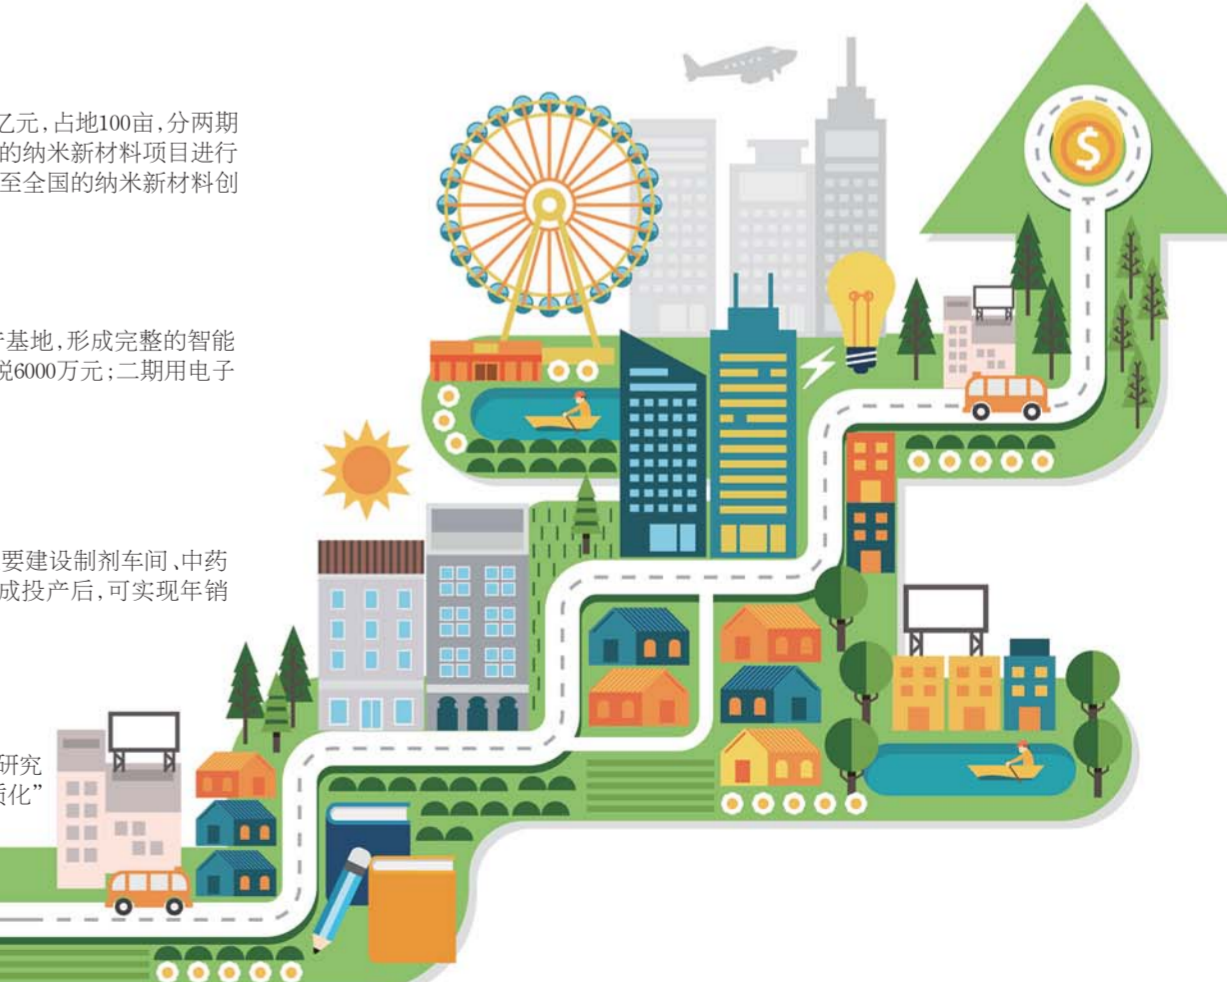 亿元，占地100亩，分两期
的纳米新材料项目进行
至全国的纳米新材料创
基地，形成完整的智能
税6000万元；二期用电子
要建设制剂车间、中药
成投产后，可实现年销
研究
化”
$